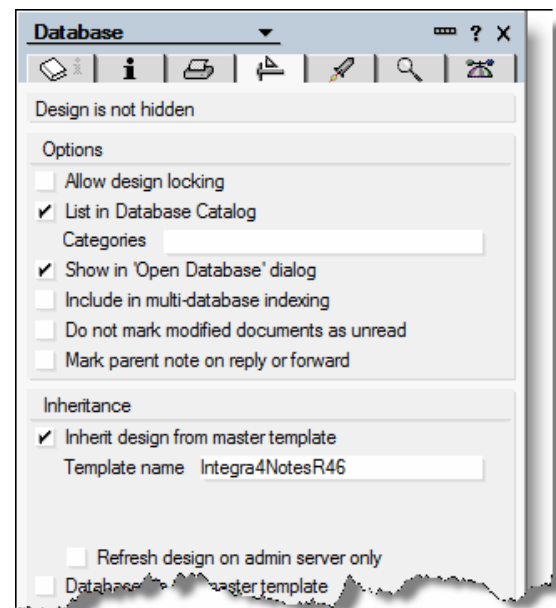 Database
? X
i
Design is not hidden
Options
Allow design locking
List in Database Catalog
Categories
Show in 'Open Database' dialog
Include in multi-database indexing
Do not mark modified documents as unread
Mark parent note on reply or forward
Inheritance
Inherit design from master template
Template name Integra4NotesR46
Refresh design on admin server only
Database master template